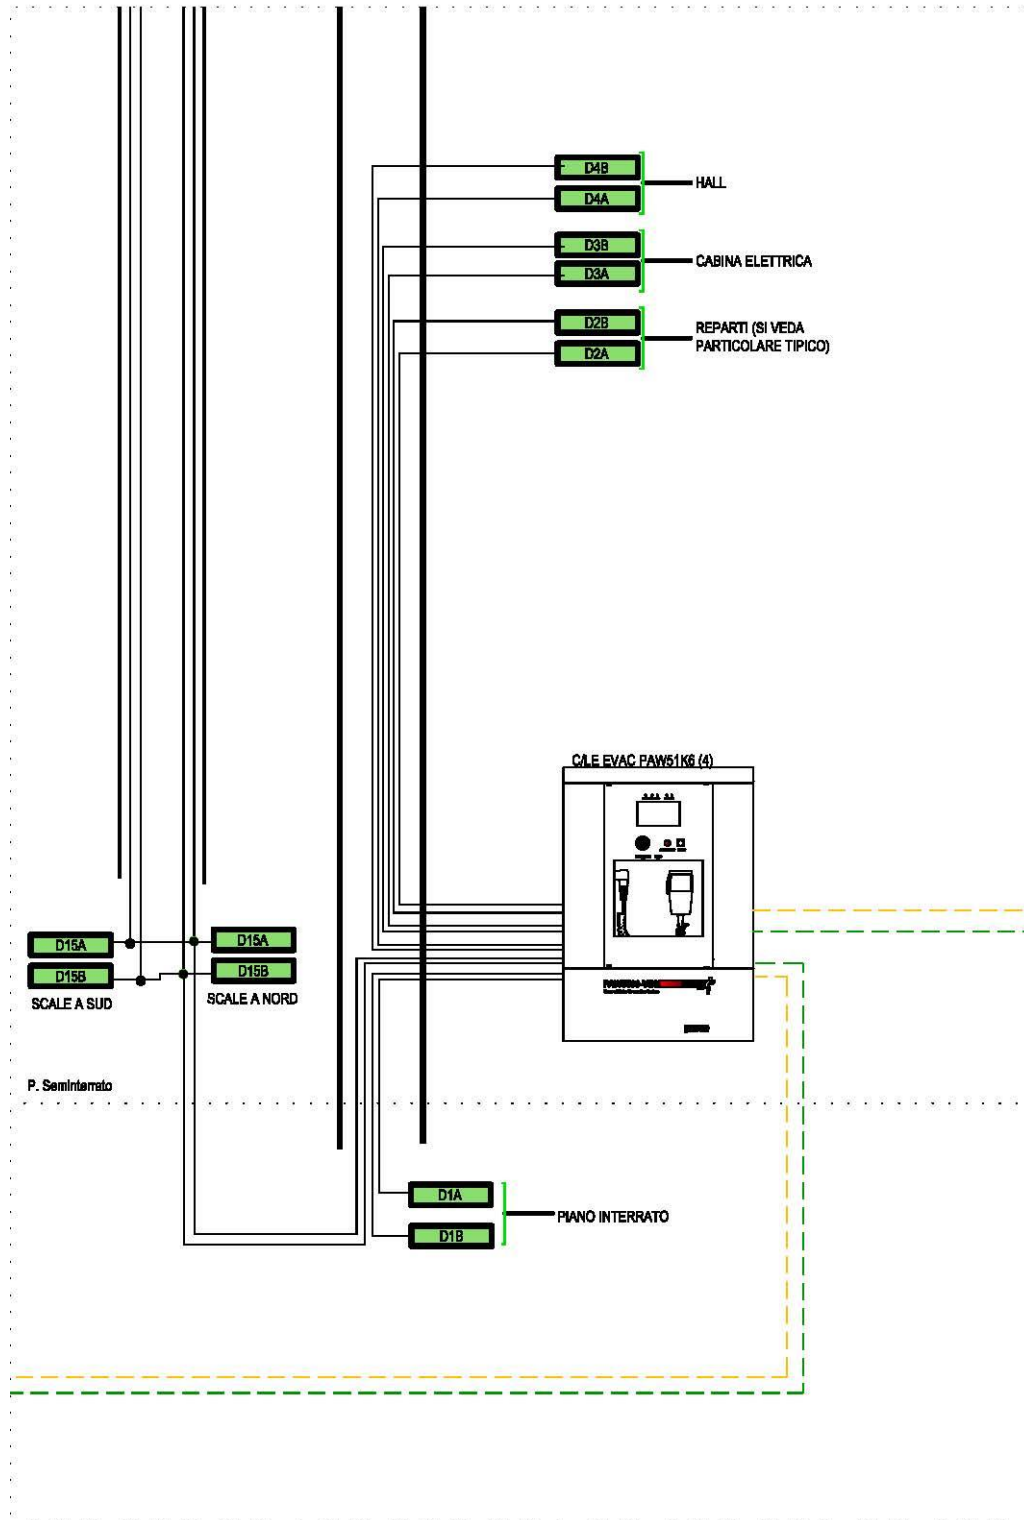 D4B
HALL
D4A
D3B
CABINA ELETTRICA
D3A
D2B
REPARTI (SI VEDA
PARTICOLARE TIPICO)
D2A
C/LE EVAC PAW51K6 (4)
D15A
D15A
D15B
D15B
SCALE A SUD
SCALE A NORD
P. Seminterrato
D1A
PIANO INTERRATO
D1B